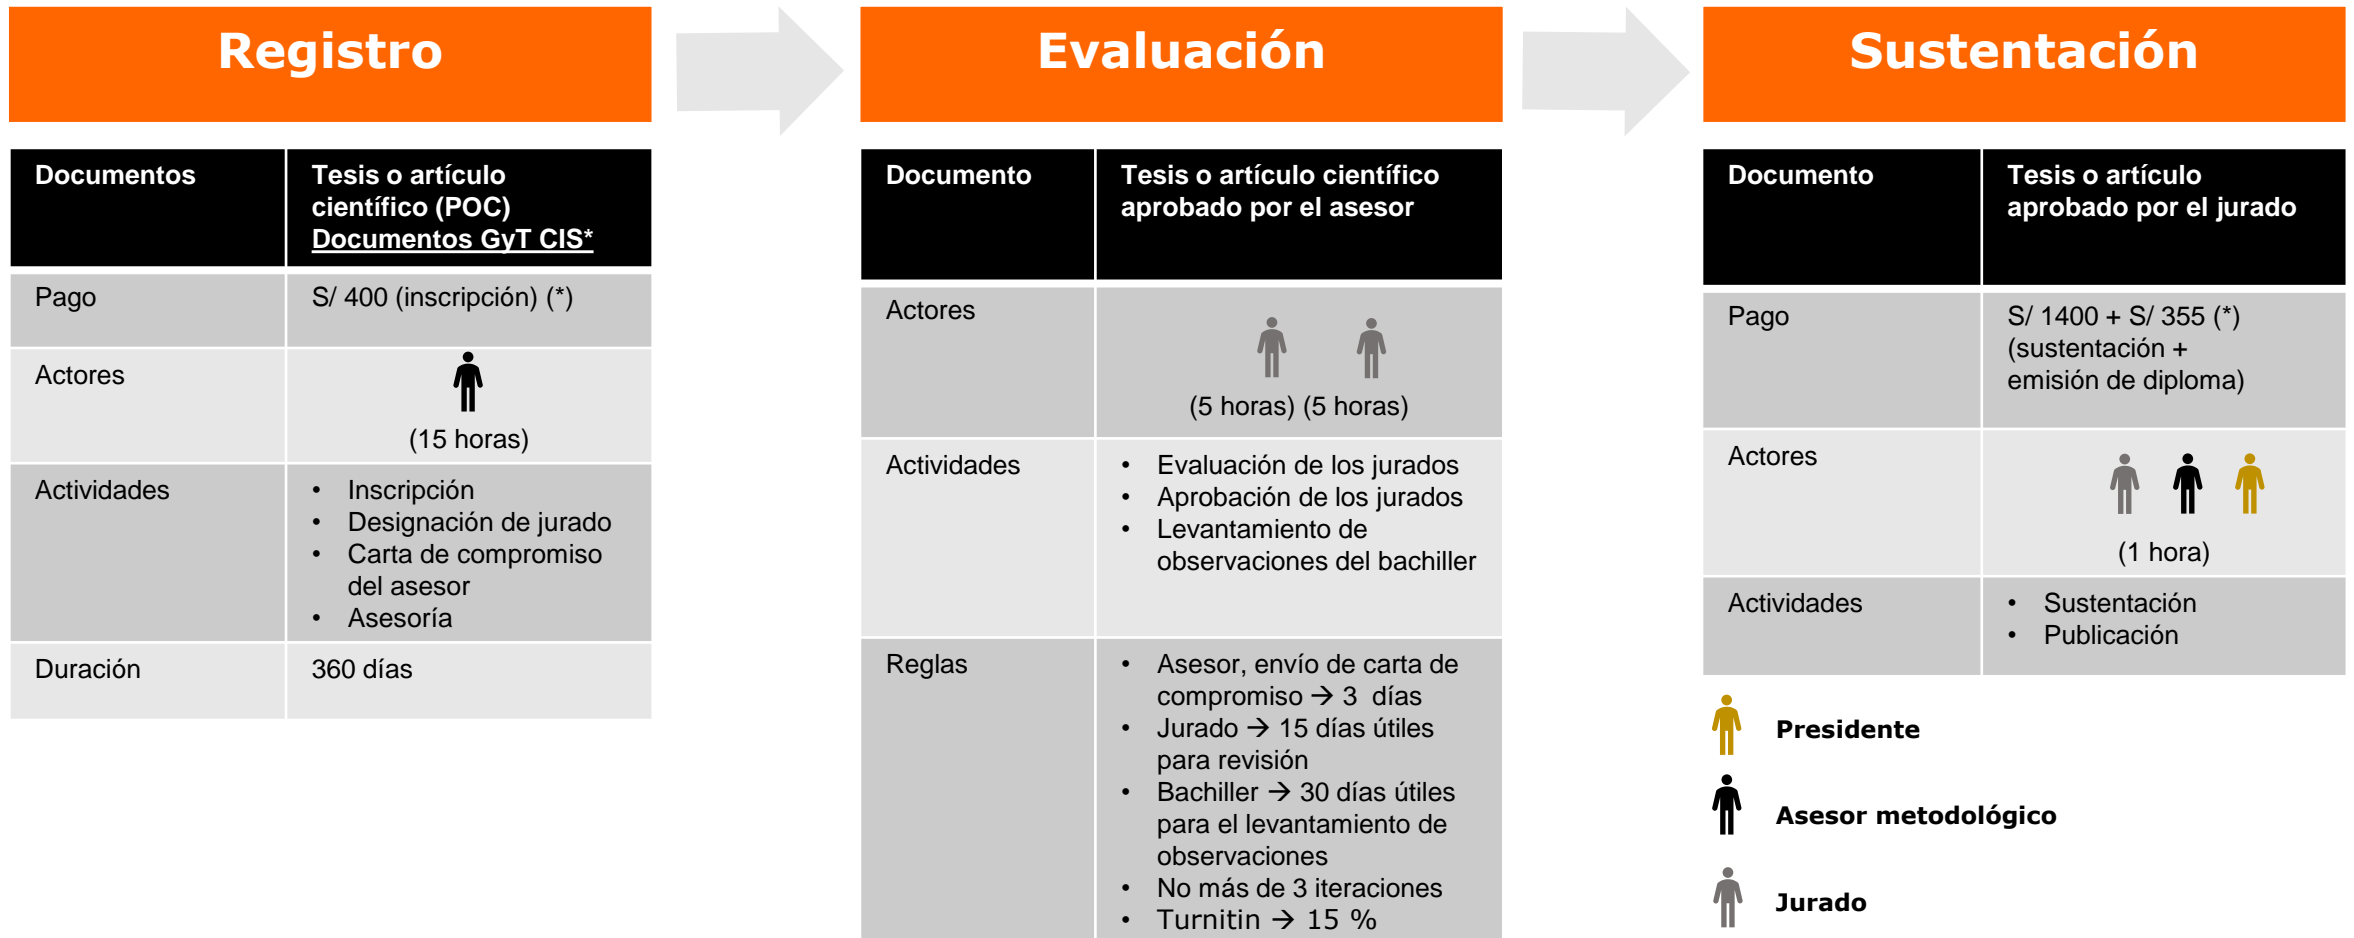 Registro
Documentos
Tesis o artículo
científico (POC)
Documentos GyT CIS*
Pago
S/ 400 (inscripción) (*)
Actores
(15 horas)
Actividades
• Inscripción
• Designación de jurado
• Carta de compromiso
del asesor
• Asesoría
Duración
360 días
Evaluación
Documento
Tesis o artículo científico
aprobado por el asesor
Actores
(5 horas) (5 horas)
Actividades
• Evaluación de los jurados
• Aprobación de los jurados
• Levantamiento de
observaciones del bachiller
Reglas
• Asesor, envío de carta de
compromiso → 3 días
• Jurado → 15 días útiles
para revisión
• Bachiller → 30 días útiles
para el levantamiento de
observaciones
• No más de 3 iteraciones
• Turnitin → 15 %
Sustentación
Documento
Tesis o artículo
aprobado por el jurado
Pago
S/ 1400 + S/ 355 (*)
(sustentación +
emisión de diploma)
Actores
(1 hora)
Actividades
• Sustentación
• Publicación
Presidente
Asesor metodológico
Jurado